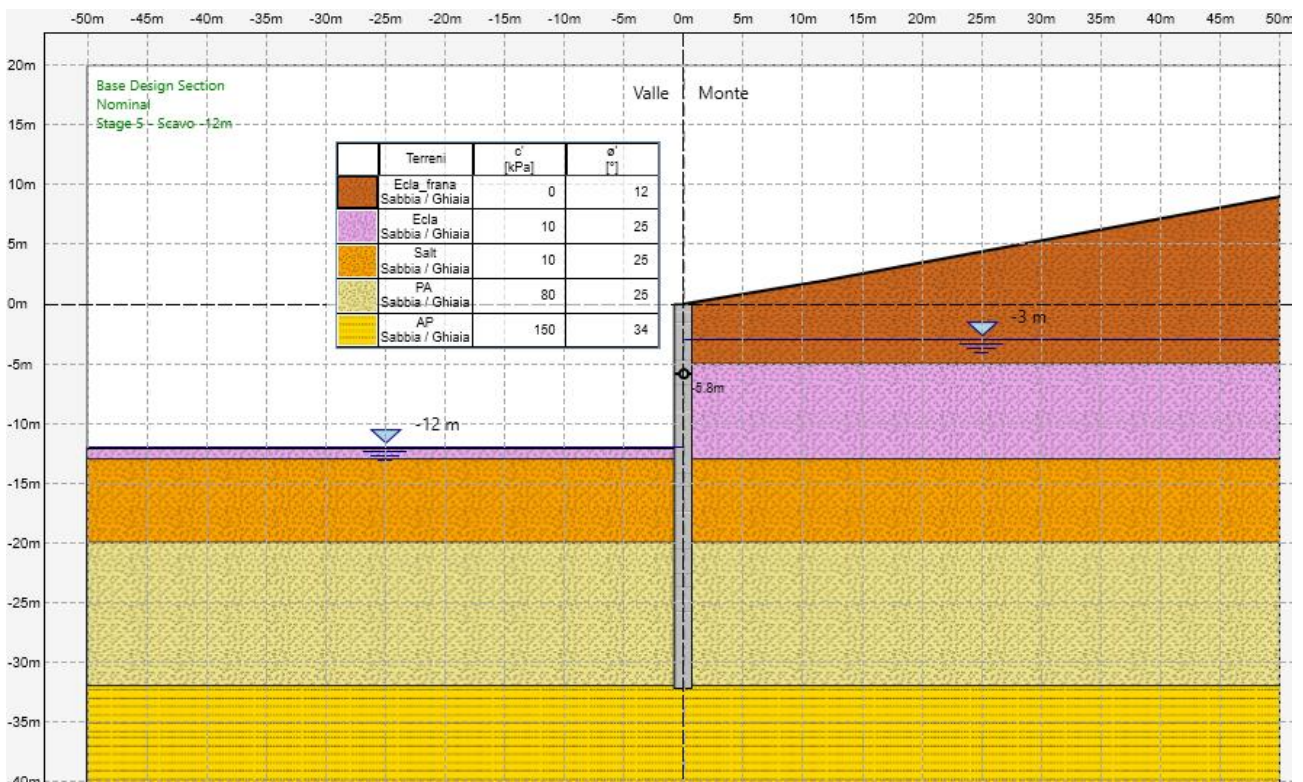 -50m -45m -40m -35m -30m -25m -20m -15m -10m -5m 0m 5m 10m 15m 20m 25m 30m 35m 40m 45m 50m
20m
Base Design Section
Valle Monte
Nominal
Stage 5 - Scavo -12m
15m
Terreni c' [kPa] ø' [°]
10m
Ecla_frana
Sabbia / Ghiaia 0 12
Ecla
Sabbia / Ghiaia 10 25
5m
Salt
Sabbia / Ghiaia 10 25
PA
Sabbia / Ghiaia 80 25
0m
AP
Sabbia / Ghiaia 150 34
-3 m
-5m
-5.8m
-10m
-12 m
-15m
-20m
-25m
-30m
-35m
-40m